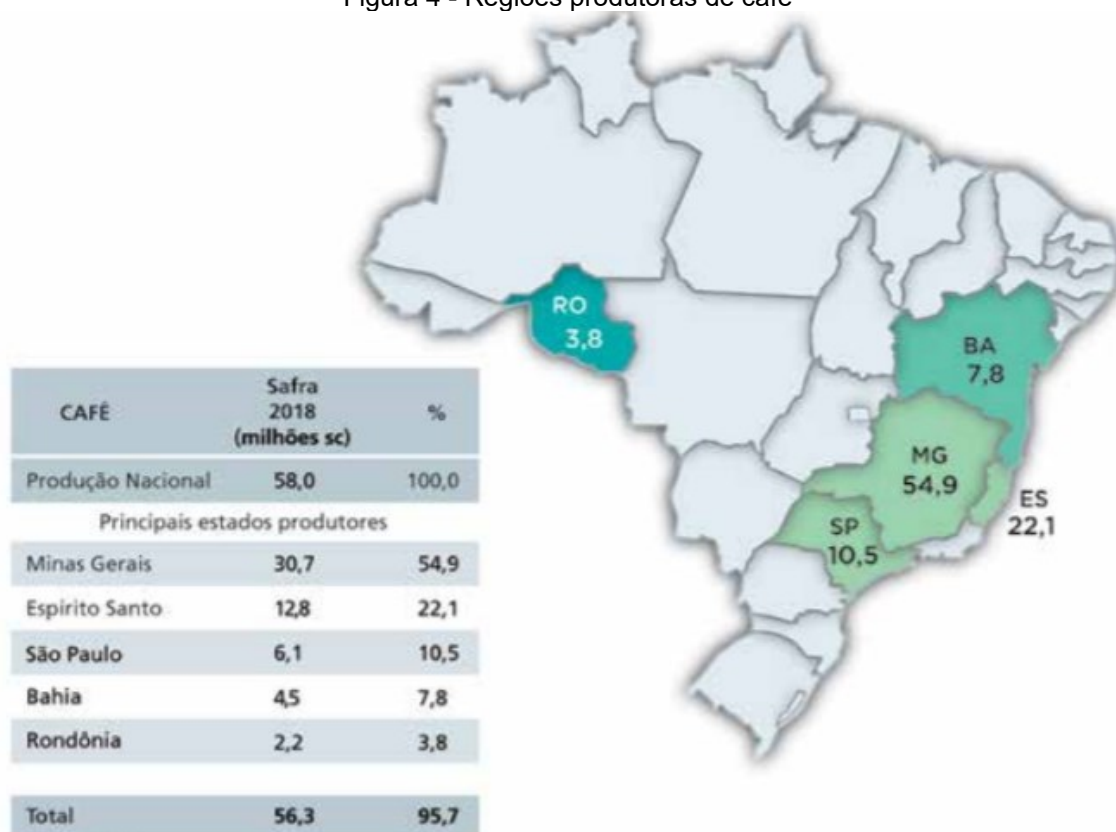 Figura 4 - Regiões produtoras de café
RO
3,8
BA
7,8
MG
54,9
ES
22,1
SP
10,5
CAFÉ
Safra
2018
(milhões sc)
%
Produção Nacional 58,0 100,0
Principais estados produtores
Minas Gerais 30,7 54,9
Espirito Santo 12,8 22,1
São Paulo 6,1 10,5
Bahia 4,5 7,8
Rondônia 2,2 3,8
Total 56,3 95,7